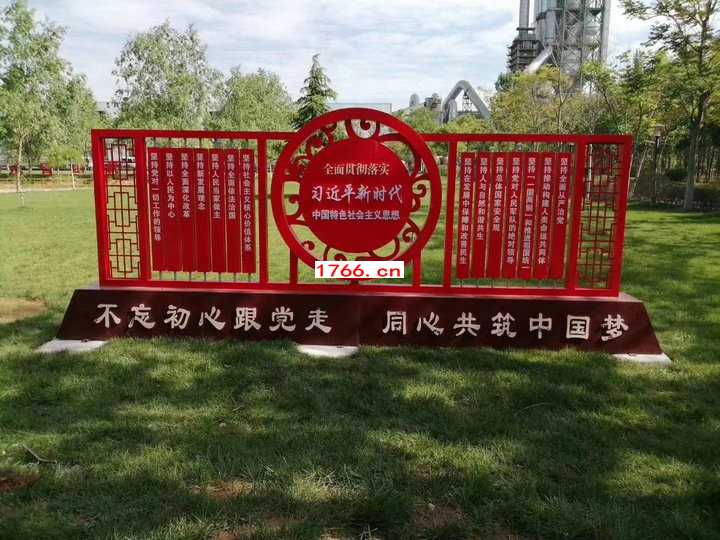 全面贯彻落实
习近平新时代
中国特色社会主义思想
坚持党对一切工作的领导
坚持以人民为中心
坚持全面深化改革
坚持新发展理念
坚持人民当家做主
坚持全面依法治国
坚持社会主义核心价值体系
坚持在发展中保障和改善民生
坚持人与自然和谐共生
坚持总体国家安全观
坚持党对人民军队的绝对领导
坚持“一国两制”和推进祖国统一
坚持推动构建人类命运共同体
坚持全面从严治党
1766.cn
不忘初心跟党走 同心共筑中国梦